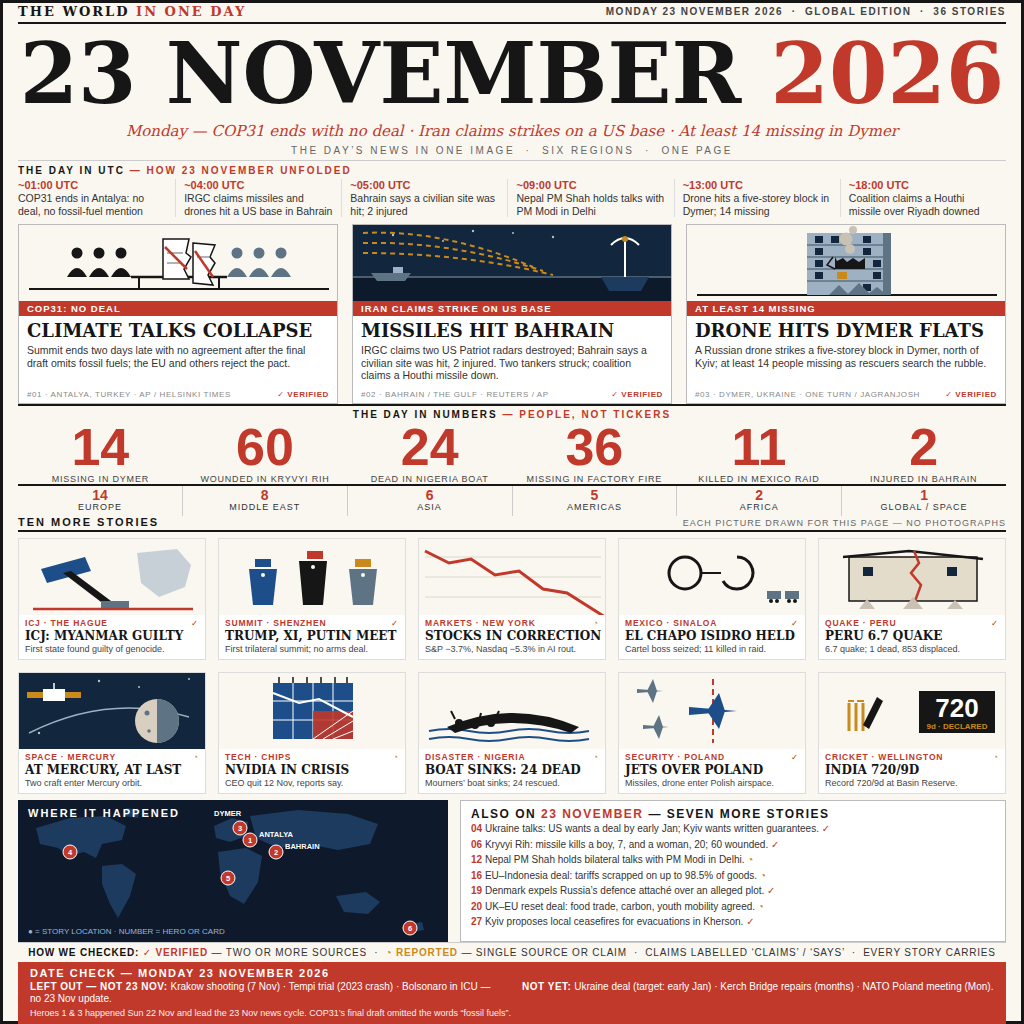 THE WORLD IN ONE DAY
MONDAY 23 NOVEMBER 2026 · GLOBAL EDITION · 36 STORIES
23 NOVEMBER 2026
Monday — COP31 ends with no deal · Iran claims strikes on a US base · At least 14 missing in Dymer
THE DAY'S NEWS IN ONE IMAGE · SIX REGIONS · ONE PAGE
THE DAY IN UTC — HOW 23 NOVEMBER UNFOLDED
~01:00 UTC
COP31 ends in Antalya: no
deal, no fossil-fuel mention
~04:00 UTC
IRGC claims missiles and
drones hit a US base in Bahrain
~05:00 UTC
Bahrain says a civilian site was
hit; 2 injured
~09:00 UTC
Nepal PM Shah holds talks with
PM Modi in Delhi
~13:00 UTC
Drone hits a five-storey block in
Dymer; 14 missing
~18:00 UTC
Coalition claims a Houthi
missile over Riyadh downed
COP31: NO DEAL
CLIMATE TALKS COLLAPSE
Summit ends two days late with no agreement after the final
draft omits fossil fuels; the EU and others reject the pact.
#01 · ANTALYA, TURKEY · AP / HELSINKI TIMES
✓ VERIFIED
IRAN CLAIMS STRIKE ON US BASE
MISSILES HIT BAHRAIN
IRGC claims two US Patriot radars destroyed; Bahrain says a
civilian site was hit, 2 injured. Two tankers struck; coalition
claims a Houthi missile down.
#02 · BAHRAIN / THE GULF · REUTERS / AP
✓ VERIFIED
AT LEAST 14 MISSING
DRONE HITS DYMER FLATS
A Russian drone strikes a five-storey block in Dymer, north of
Kyiv; at least 14 people missing as rescuers search the rubble.
#03 · DYMER, UKRAINE · ONE TURN / JAGRANJOSH
✓ VERIFIED
THE DAY IN NUMBERS — PEOPLE, NOT TICKERS
14
MISSING IN DYMER
60
WOUNDED IN KRYVYI RIH
24
DEAD IN NIGERIA BOAT
36
MISSING IN FACTORY FIRE
11
KILLED IN MEXICO RAID
2
INJURED IN BAHRAIN
14
EUROPE
8
MIDDLE EAST
6
ASIA
5
AMERICAS
2
AFRICA
1
GLOBAL / SPACE
TEN MORE STORIES
EACH PICTURE DRAWN FOR THIS PAGE — NO PHOTOGRAPHS
ICJ · THE HAGUE ✓
ICJ: MYANMAR GUILTY
First state found guilty of genocide.
SUMMIT · SHENZHEN ✓
TRUMP, XI, PUTIN MEET
First trilateral summit; no arms deal.
MARKETS · NEW YORK
STOCKS IN CORRECTION
S&P −3.7%, Nasdaq −5.3% in AI rout.
MEXICO · SINALOA ✓
EL CHAPO ISIDRO HELD
Cartel boss seized; 11 killed in raid.
QUAKE · PERU ✓
PERU 6.7 QUAKE
6.7 quake; 1 dead, 853 displaced.
SPACE · MERCURY
AT MERCURY, AT LAST
Two craft enter Mercury orbit.
TECH · CHIPS
NVIDIA IN CRISIS
CEO quit 12 Nov, reports say.
DISASTER · NIGERIA
BOAT SINKS: 24 DEAD
Mourners' boat sinks; 24 rescued.
SECURITY · POLAND ✓
JETS OVER POLAND
Missiles, drone enter Polish airspace.
720
9d · DECLARED
CRICKET · WELLINGTON
INDIA 720/9D
Record 720/9d at Basin Reserve.
WHERE IT HAPPENED
DYMER
3
1
ANTALYA
2
BAHRAIN
4
5
6
● = STORY LOCATION · NUMBER = HERO OR CARD
ALSO ON 23 NOVEMBER — SEVEN MORE STORIES
04 Ukraine talks: US wants a deal by early Jan; Kyiv wants written guarantees. ✓
06 Kryvyi Rih: missile kills a boy, 7, and a woman, 20; 60 wounded. ✓
12 Nepal PM Shah holds bilateral talks with PM Modi in Delhi.
16 EU–Indonesia deal: tariffs scrapped on up to 98.5% of goods.
19 Denmark expels Russia's defence attaché over an alleged plot. ✓
20 UK–EU reset deal: food trade, carbon, youth mobility agreed.
27 Kyiv proposes local ceasefires for evacuations in Kherson. ✓
HOW WE CHECKED: ✓ VERIFIED — TWO OR MORE SOURCES · REPORTED — SINGLE SOURCE OR CLAIM · CLAIMS LABELLED 'CLAIMS' / 'SAYS' · EVERY STORY CARRIES
DATE CHECK — MONDAY 23 NOVEMBER 2026
LEFT OUT — NOT 23 NOV: Krakow shooting (7 Nov) · Tempi trial (2023 crash) · Bolsonaro in ICU —
no 23 Nov update.
NOT YET: Ukraine deal (target: early Jan) · Kerch Bridge repairs (months) · NATO Poland meeting (Mon).
Heroes 1 & 3 happened Sun 22 Nov and lead the 23 Nov news cycle. COP31's final draft omitted the words "fossil fuels".